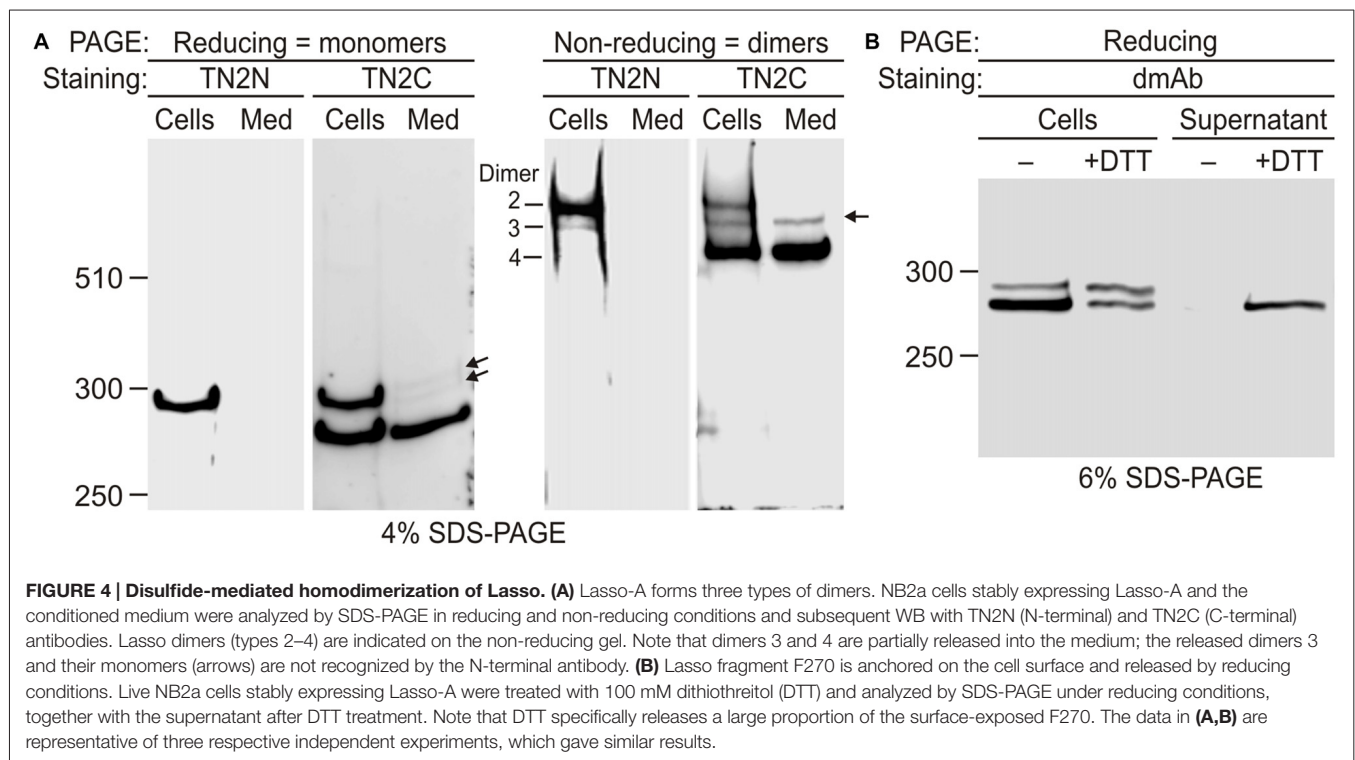 A PAGE: Reducing = monomers Non-reducing = dimers
Staining: TN2N TN2C TN2N TN2C
Cells Med Cells Med Cells Med Cells Med
Dimer
2
3
4
510
300
250
4% SDS-PAGE
B PAGE: Reducing
Staining: dmAb
Cells Supernatant
– +DTT – +DTT
300
250
6% SDS-PAGE
FIGURE 4 | Disulfide-mediated homodimerization of Lasso. (A) Lasso-A forms three types of dimers. NB2a cells stably expressing Lasso-A and the
conditioned medium were analyzed by SDS-PAGE in reducing and non-reducing conditions and subsequent WB with TN2N (N-terminal) and TN2C (C-terminal)
antibodies. Lasso dimers (types 2–4) are indicated on the non-reducing gel. Note that dimers 3 and 4 are partially released into the medium; the released dimers 3
and their monomers (arrows) are not recognized by the N-terminal antibody. (B) Lasso fragment F270 is anchored on the cell surface and released by reducing
conditions. Live NB2a cells stably expressing Lasso-A were treated with 100 mM dithiothreitol (DTT) and analyzed by SDS-PAGE under reducing conditions,
together with the supernatant after DTT treatment. Note that DTT specifically releases a large proportion of the surface-exposed F270. The data in (A,B) are
representative of three respective independent experiments, which gave similar results.